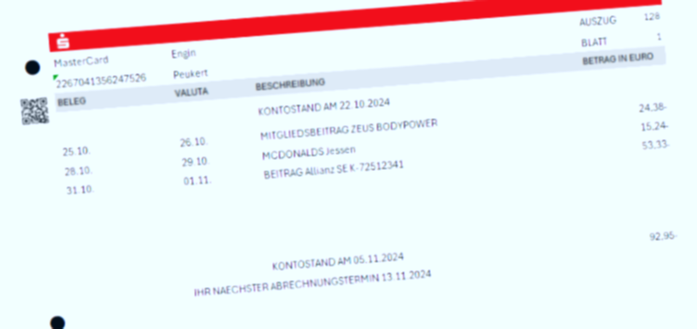 AUSZUG 128
MasterCard Engin BLATT 1
2267041356247526 Peukert
BELEG VALUTA BESCHREIBUNG BETRAG IN EURO
KONTOSTAND AM 22.10.2024
25.10. 26.10. MITGLIEDSBEITRAG ZEUS BODYPOWER 24,38-
28.10. 29.10. MCDONALDS Jessen 15,24-
31.10. 01.11. BEITRAG Allianz SE K-72512341 53,33-
KONTOSTAND AM 05.11.2024 92,95-
IHR NAECHSTER ABRECHNUNGSTERMIN 13.11.2024